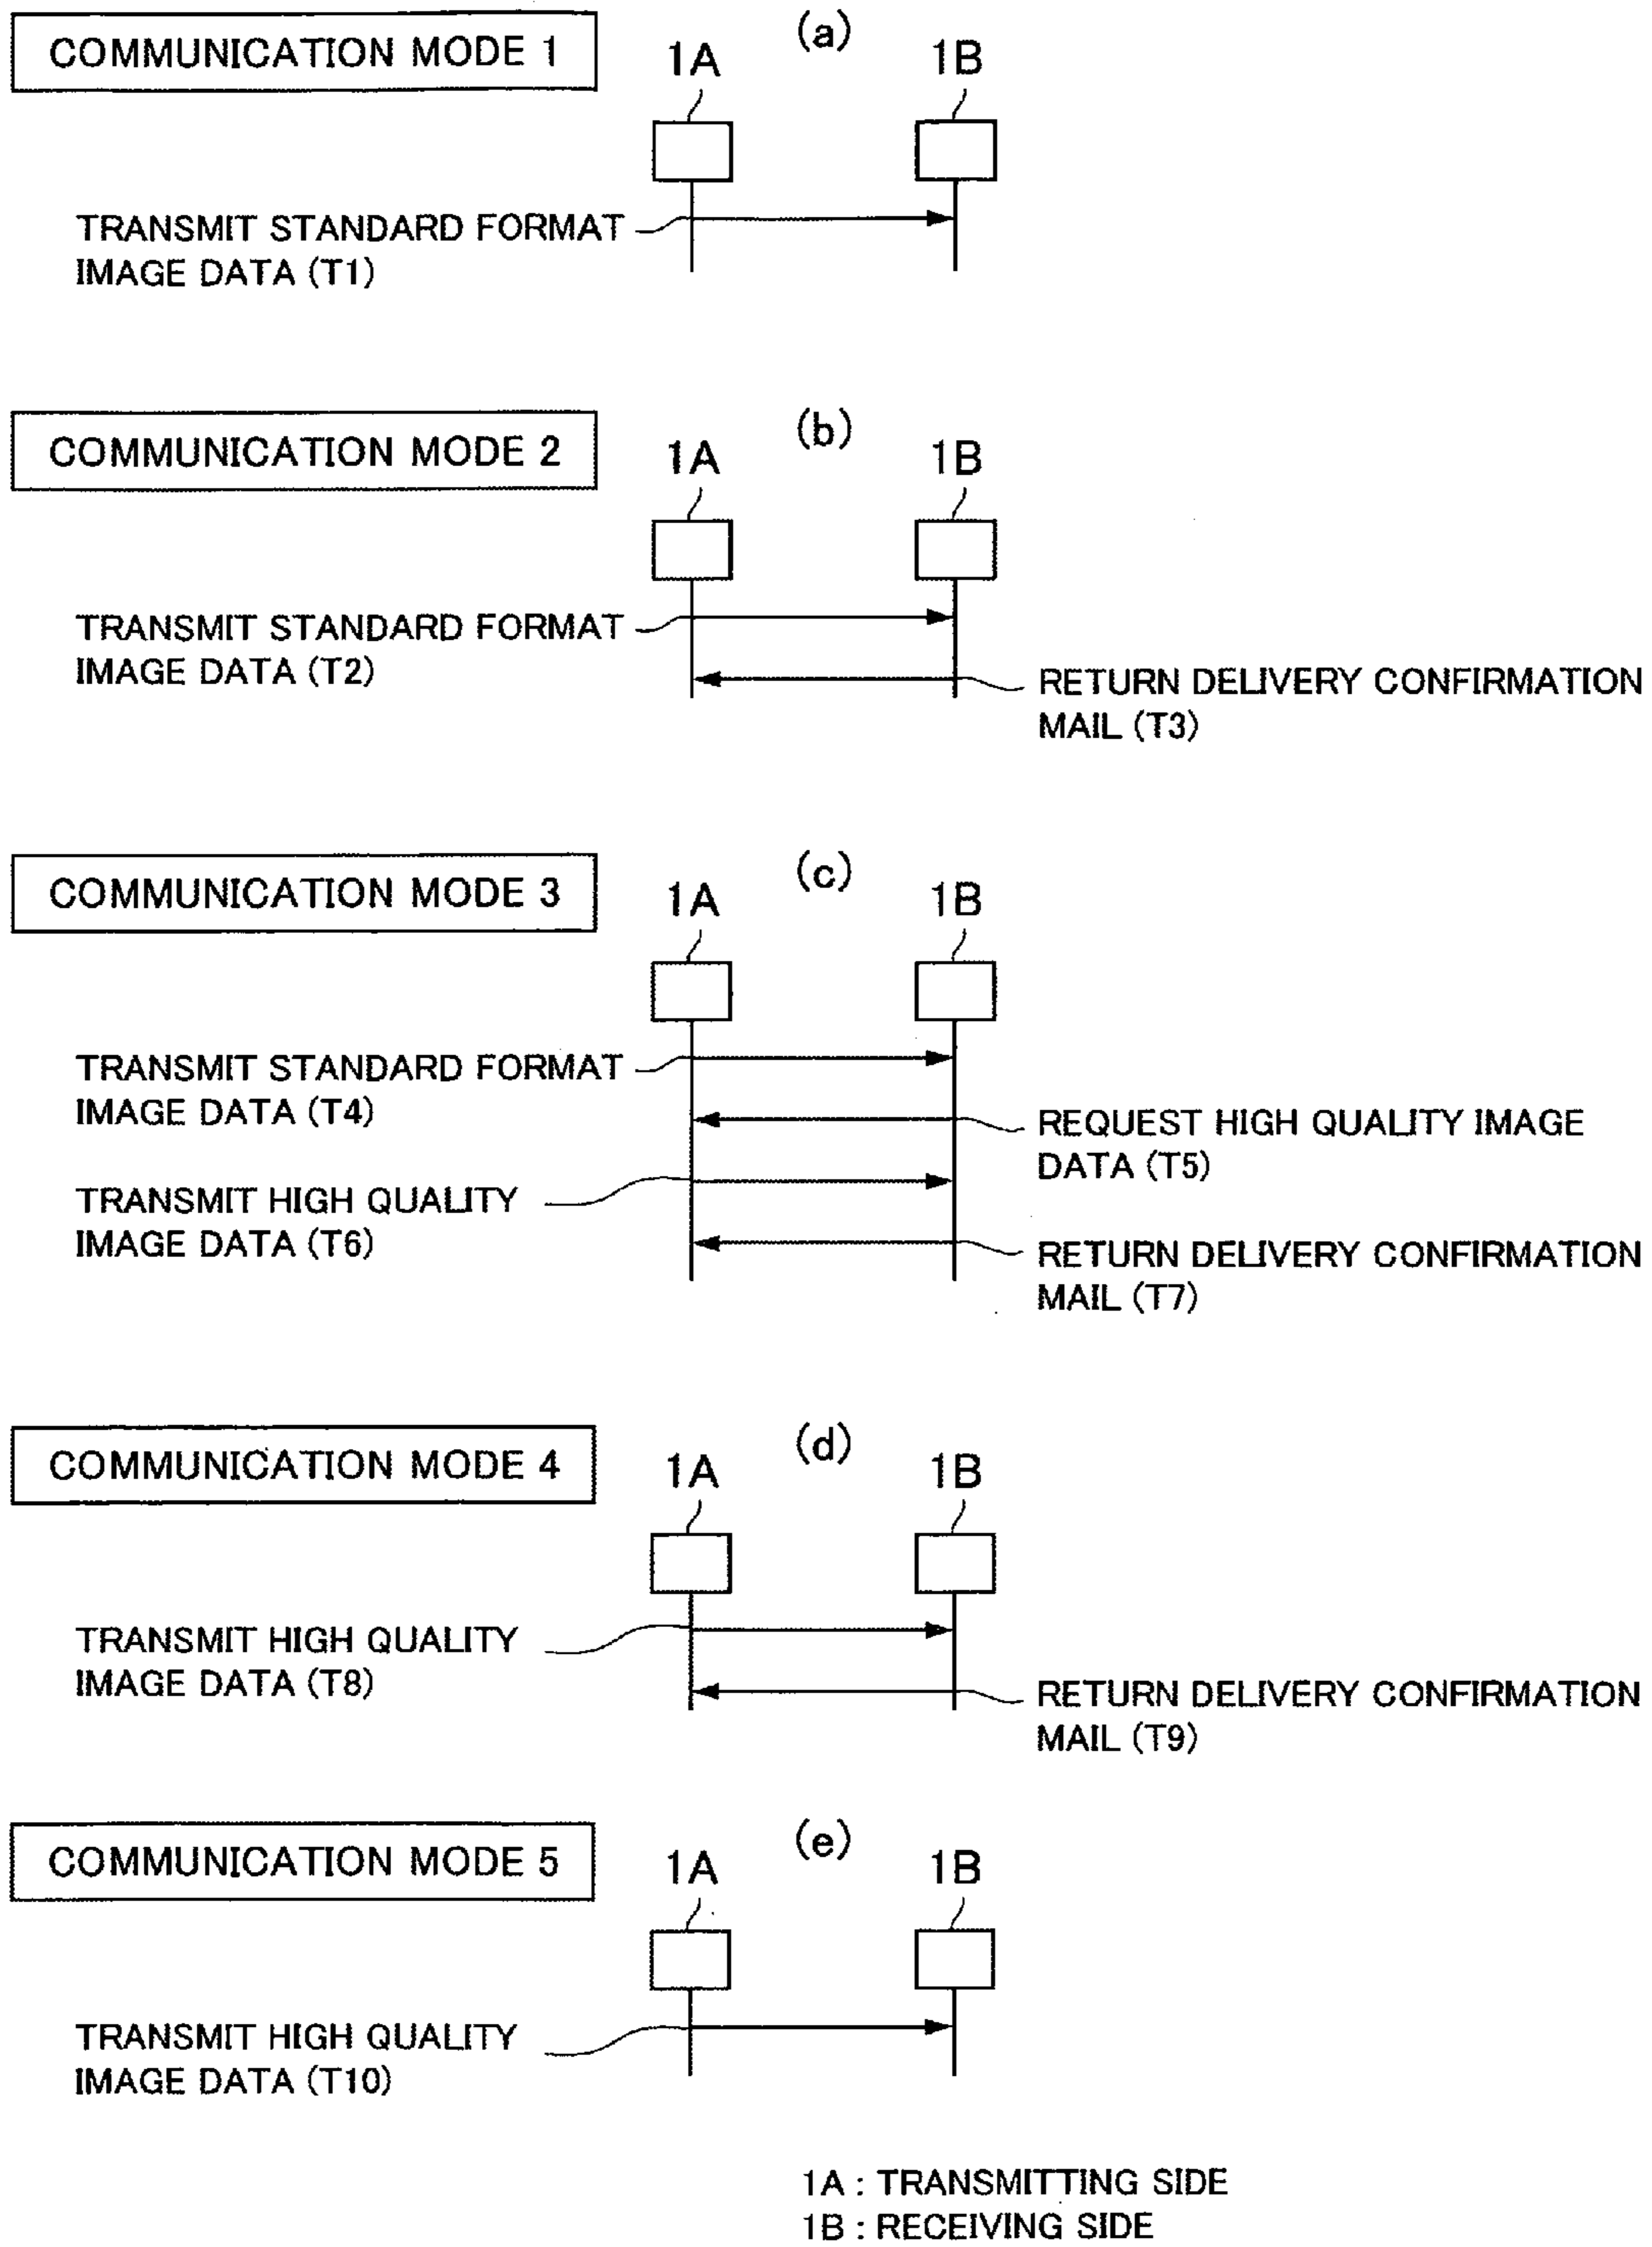 COMMUNICATION MODE 1
(a)
1A
1B
TRANSMIT STANDARD FORMAT
IMAGE DATA (T1)
COMMUNICATION MODE 2
(b)
1A
1B
TRANSMIT STANDARD FORMAT
IMAGE DATA (T2)
RETURN DELIVERY CONFIRMATION
MAIL (T3)
COMMUNICATION MODE 3
(c)
1A
1B
TRANSMIT STANDARD FORMAT
IMAGE DATA (T4)
REQUEST HIGH QUALITY IMAGE
DATA (T5)
TRANSMIT HIGH QUALITY
IMAGE DATA (T6)
RETURN DELIVERY CONFIRMATION
MAIL (T7)
COMMUNICATION MODE 4
(d)
1A
1B
TRANSMIT HIGH QUALITY
IMAGE DATA (T8)
RETURN DELIVERY CONFIRMATION
MAIL (T9)
COMMUNICATION MODE 5
(e)
1A
1B
TRANSMIT HIGH QUALITY
IMAGE DATA (T10)
1A : TRANSMITTING SIDE
1B : RECEIVING SIDE